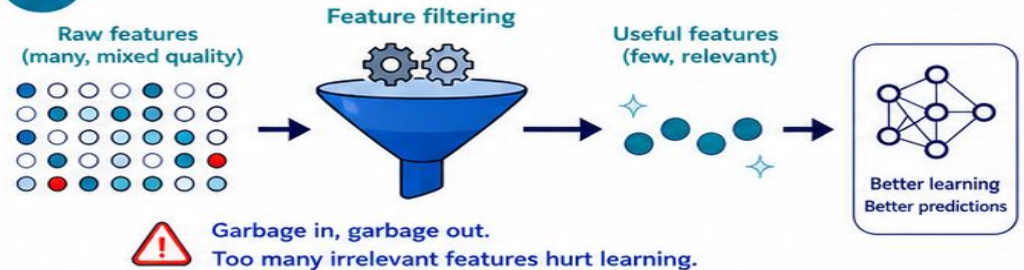 Raw features
(many, mixed quality)
Feature filtering
Useful features
(few, relevant)
Better learning
Better predictions
Garbage in, garbage out.
Too many irrelevant features hurt learning.